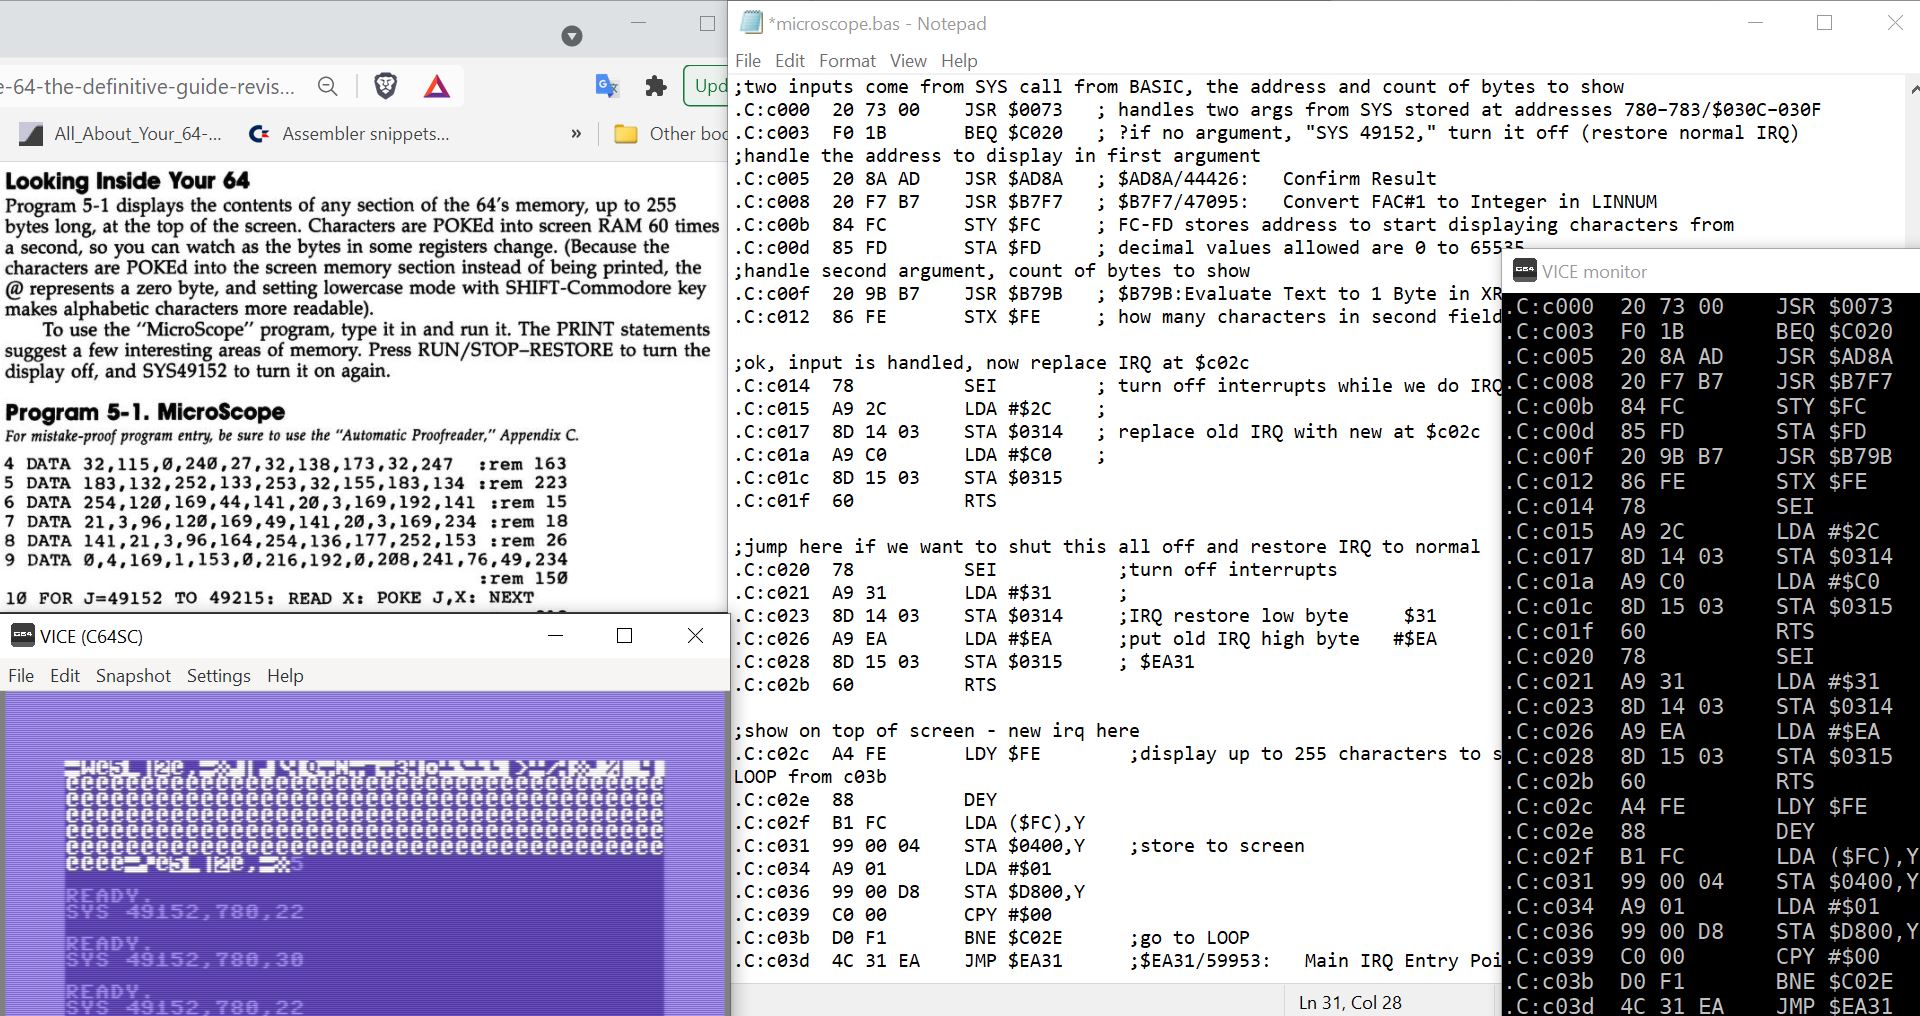 e-64-the-definitive-guide-revis...
Upd
All_About_Your_64-...
Assembler snippets...
»
Other boo
Looking Inside Your 64
Program 5-1 displays the contents of any section of the 64's memory, up to 255
bytes long, at the top of the screen. Characters are POKEd into screen RAM 60 times
a second, so you can watch as the bytes in some registers change. (Because the
characters are POKEd into the screen memory section instead of being printed, the
@ represents a zero byte, and setting lowercase mode with SHIFT-Commodore key
makes alphabetic characters more readable).
To use the "MicroScope" program, type it in and run it. The PRINT statements
suggest a few interesting areas of memory. Press RUN/STOP–RESTORE to turn the
display off, and SYS49152 to turn it on again.
Program 5-1. MicroScope
For mistake-proof program entry, be sure to use the "Automatic Proofreader," Appendix C.
4 DATA 32,115,0,240,27,32,138,173,32,247 :rem 163
5 DATA 183,132,252,133,253,32,155,183,134 :rem 223
6 DATA 254,120,169,44,141,20,3,169,192,141 :rem 15
7 DATA 21,3,96,120,169,49,141,20,3,169,234 :rem 18
8 DATA 141,21,3,96,164,254,136,177,252,153 :rem 26
9 DATA 0,4,169,1,153,0,216,192,0,208,241,76,49,234
:rem 150
10 FOR J=49152 TO 49215: READ X: POKE J,X: NEXT
VICE (C64SC)
File Edit Snapshot Settings Help
READY.
SYS 49152,780,22
READY.
SYS 49152,780,30
READY.
SYS 49152,780,22
*microscope.bas - Notepad
File Edit Format View Help
;two inputs come from SYS call from BASIC, the address and count of bytes to show
.C:c000 20 73 00 JSR $0073 ; handles two args from SYS stored at addresses 780-783/$030C-030F
.C:c003 F0 1B BEQ $C020 ; ?if no argument, "SYS 49152," turn it off (restore normal IRQ)
;handle the address to display in first argument
.C:c005 20 8A AD JSR $AD8A ; $AD8A/44426: Confirm Result
.C:c008 20 F7 B7 JSR $B7F7 ; $B7F7/47095: Convert FAC#1 to Integer in LINNUM
.C:c00b 84 FC STY $FC ; FC-FD stores address to start displaying characters from
.C:c00d 85 FD STA $FD ; decimal values allowed are 0 to 65535
;handle second argument, count of bytes to show
.C:c00f 20 9B B7 JSR $B79B ; $B79B:Evaluate Text to 1 Byte in XR
.C:c012 86 FE STX $FE ; how many characters in second field
;ok, input is handled, now replace IRQ at $c02c
.C:c014 78 SEI ; turn off interrupts while we do IRQ
.C:c015 A9 2C LDA #$2C ;
.C:c017 8D 14 03 STA $0314 ; replace old IRQ with new at $c02c
.C:c01a A9 C0 LDA #$C0 ;
.C:c01c 8D 15 03 STA $0315
.C:c01f 60 RTS
;jump here if we want to shut this all off and restore IRQ to normal
.C:c020 78 SEI ;turn off interrupts
.C:c021 A9 31 LDA #$31 ;
.C:c023 8D 14 03 STA $0314 ;IRQ restore low byte $31
.C:c026 A9 EA LDA #$EA ;put old IRQ high byte #$EA
.C:c028 8D 15 03 STA $0315 ; $EA31
.C:c02b 60 RTS
;show on top of screen - new irq here
.C:c02c A4 FE LDY $FE ;display up to 255 characters to s
LOOP from c03b
.C:c02e 88 DEY
.C:c02f B1 FC LDA ($FC),Y
.C:c031 99 00 04 STA $0400,Y ;store to screen
.C:c034 A9 01 LDA #$01
.C:c036 99 00 D8 STA $D800,Y
.C:c039 C0 00 CPY #$00
.C:c03b D0 F1 BNE $C02E ;go to LOOP
.C:c03d 4C 31 EA JMP $EA31 ;$EA31/59953: Main IRQ Entry Poi
Ln 31, Col 28
VICE monitor
.C:c000 20 73 00 JSR $0073
.C:c003 F0 1B BEQ $C020
.C:c005 20 8A AD JSR $AD8A
.C:c008 20 F7 B7 JSR $B7F7
.C:c00b 84 FC STY $FC
.C:c00d 85 FD STA $FD
.C:c00f 20 9B B7 JSR $B79B
.C:c012 86 FE STX $FE
.C:c014 78 SEI
.C:c015 A9 2C LDA #$2C
.C:c017 8D 14 03 STA $0314
.C:c01a A9 C0 LDA #$C0
.C:c01c 8D 15 03 STA $0315
.C:c01f 60 RTS
.C:c020 78 SEI
.C:c021 A9 31 LDA #$31
.C:c023 8D 14 03 STA $0314
.C:c026 A9 EA LDA #$EA
.C:c028 8D 15 03 STA $0315
.C:c02b 60 RTS
.C:c02c A4 FE LDY $FE
.C:c02e 88 DEY
.C:c02f B1 FC LDA ($FC),Y
.C:c031 99 00 04 STA $0400,Y
.C:c034 A9 01 LDA #$01
.C:c036 99 00 D8 STA $D800,Y
.C:c039 C0 00 CPY #$00
.C:c03b D0 F1 BNE $C02E
.C:c03d 4C 31 EA JMP $EA31